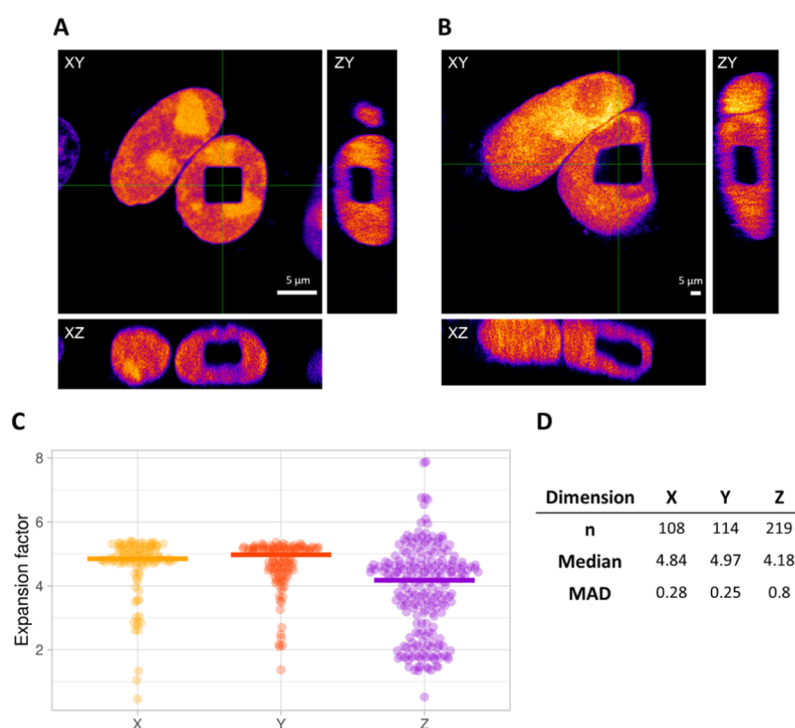 A
B
XY
ZY
XY
ZY
5 µm
5 µm
XZ
XZ
C
D
8
6
4
2
Expansion factor
X
Y
Z
Dimension X Y Z
n 108 114 219
Median 4.84 4.97 4.18
MAD 0.28 0.25 0.8